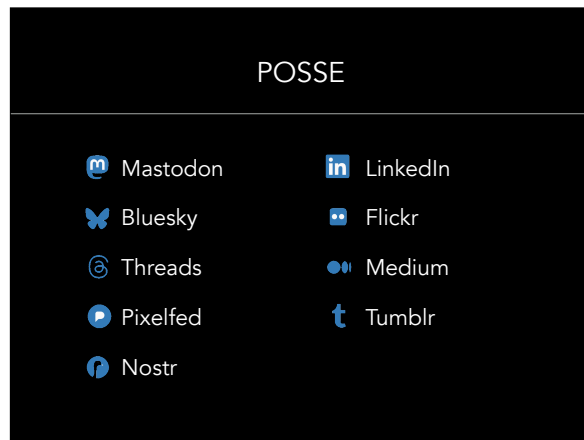 POSSE
Mastodon
Bluesky
Threads
Pixelfed
Nostr
LinkedIn
Flickr
Medium
Tumblr